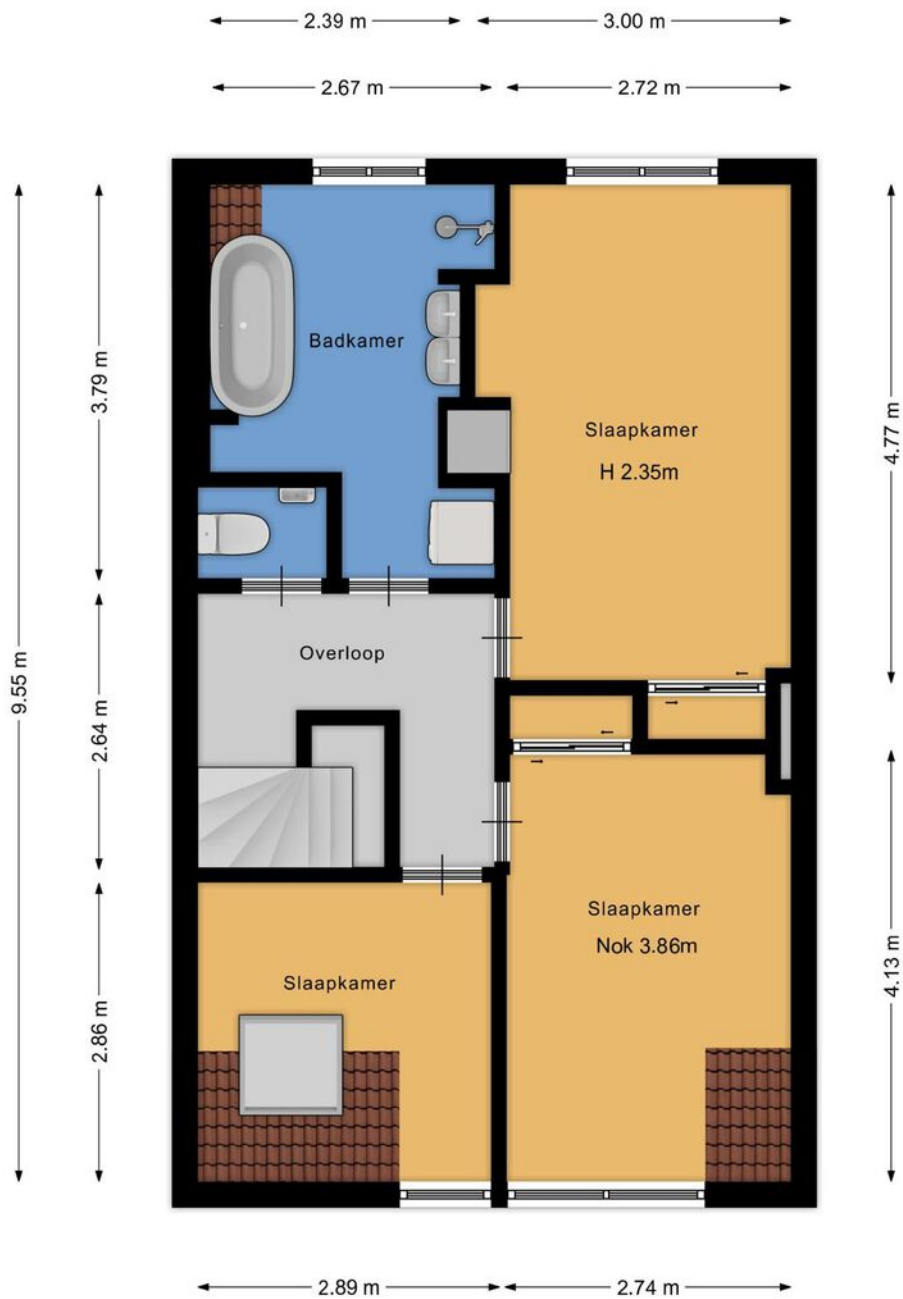 2.39 m
3.00 m
2.67 m
2.72 m
3.79 m
Badkamer
4.77 m
Slaapkamer
H 2.35m
Overloop
9.55 m
2.64 m
Slaapkamer
Nok 3.86m
4.13 m
Slaapkamer
2.86 m
2.89 m
2.74 m